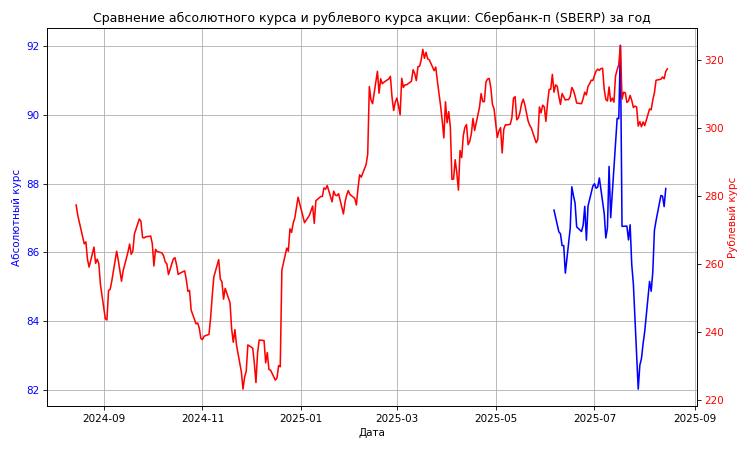 Сравнение абсолютного курса и рублевого курса акции: Сбербанк-п (SBERP) за год
92
90
88
86
84
82
Абсолютный курс
320
300
280
260
240
220
Рублевый курс
2024-09 2024-11 2025-01 2025-03 2025-05 2025-07 2025-09
Дата